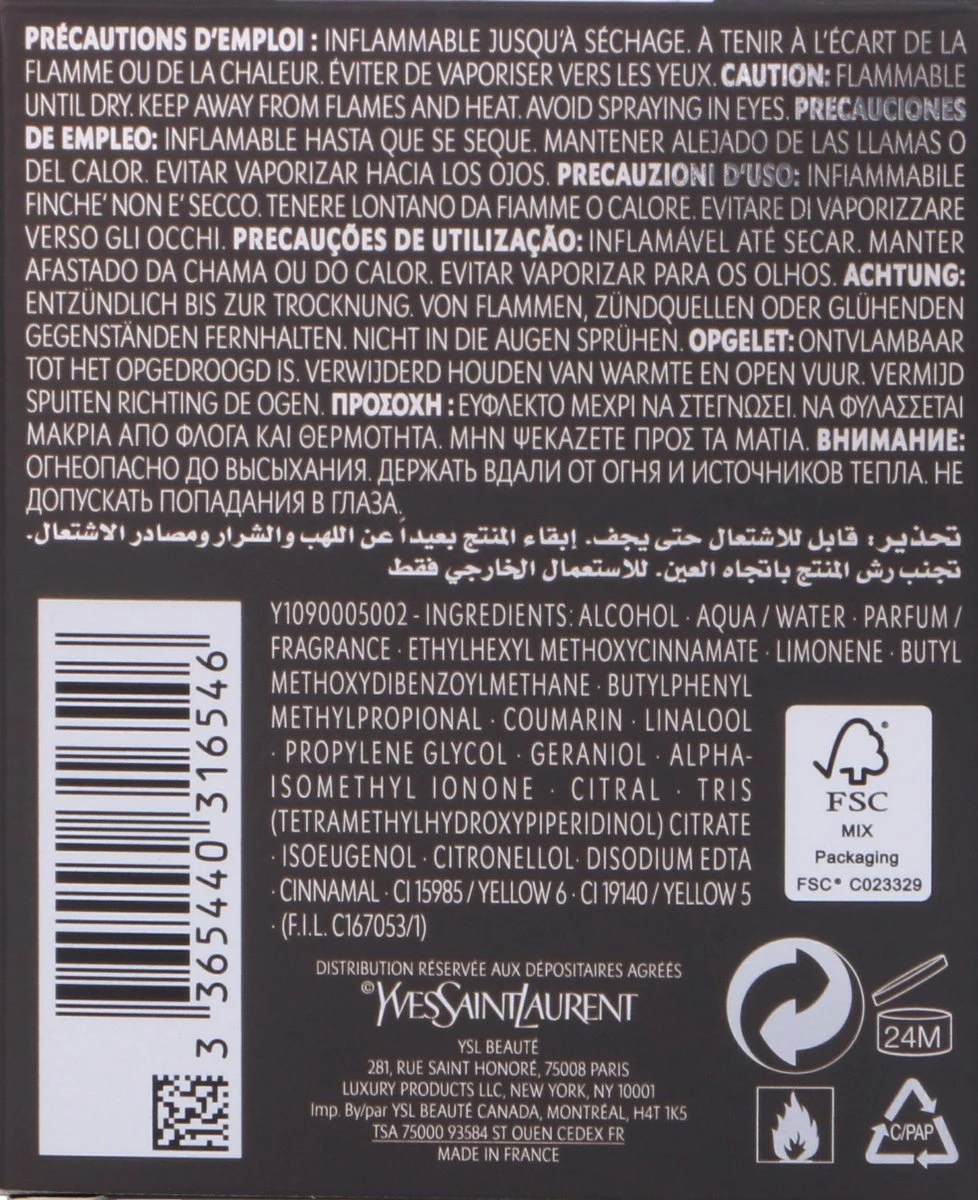 PRÉCAUTIONS D'EMPLOI : INFLAMMABLE JUSQU'À SÉCHAGE. À TENIR À L'ÉCART DE LA
FLAMME OU DE LA CHALEUR. ÉVITER DE VAPORISER VERS LES YEUX. CAUTION: FLAMMABLE
UNTIL DRY. KEEP AWAY FROM FLAMES AND HEAT. AVOID SPRAYING IN EYES. PRECAUCIONES
DE EMPLEO: INFLAMABLE HASTA QUE SE SEQUE. MANTENER ALEJADO DE LAS LLAMAS O
DEL CALOR. EVITAR VAPORIZAR HACIA LOS OJOS. PRECAUZIONI D'USO: INFIAMMABILE
FINCHE' NON E' SECCO. TENERE LONTANO DA FIAMME O CALORE. EVITARE DI VAPORIZZARE
VERSO GLI OCCHI. PRECAUÇÕES DE UTILIZAÇÃO: INFLAMÁVEL ATÉ SECAR. MANTER
AFASTADO DA CHAMA OU DO CALOR. EVITAR VAPORIZAR PARA OS OLHOS. ACHTUNG:
ENTZÜNDLICH BIS ZUR TROCKNUNG. VON FLAMMEN, ZÜNDQUELLEN ODER GLÜHENDEN
GEGENSTÄNDEN FERNHALTEN. NICHT IN DIE AUGEN SPRÜHEN. OPGELET: ONTVLAMBAAR
TOT HET OPGEDROOGD IS. VERWIJDERD HOUDEN VAN WARMTE EN OPEN VUUR. VERMIJD
SPUITEN RICHTING DE OGEN. ΠΡΟΣΟΧΗ : ΕΥΦΛΕΚΤΟ ΜΕΧΡΙ ΝΑ ΣΤΕΓΝΩΣΕΙ. ΝΑ ΦΥΛΑΣΣΕΤΑΙ
ΜΑΚΡΙΑ ΑΠΟ ΦΛΟΓΑ ΚΑΙ ΘΕΡΜΟΤΗΤΑ. ΜΗΝ ΨΕΚΑΖΕΤΕ ΠΡΟΣ ΤΑ ΜΑΤΙΑ. ВНИМАНИЕ:
ОГНЕОПАСНО ДО ВЫСЫХАНИЯ. ДЕРЖАТЬ ВДАЛИ ОТ ОГНЯ И ИСТОЧНИКОВ ТЕПЛА. НЕ
ДОПУСКАТЬ ПОПАДАНИЯ В ГЛАЗА.
تحذير: قابل للاشتعال حتى يجف. إبقاء المنتج بعيداً عن اللهب والشرار ومصادر الاشتعال.
تجنب رش المنتج باتجاه العين. للاستعمال الخارجي فقط
Y1090005002 - INGREDIENTS: ALCOHOL · AQUA / WATER · PARFUM /
FRAGRANCE · ETHYLHEXYL METHOXYCINNAMATE · LIMONENE · BUTYL
METHOXYDIBENZOYLMETHANE · BUTYLPHENYL
METHYLPROPIONAL · COUMARIN · LINALOOL
· PROPYLENE GLYCOL · GERANIOL · ALPHA-
ISOMETHYL IONONE · CITRAL · TRIS
(TETRAMETHYLHYDROXYPIPERIDINOL) CITRATE
· ISOEUGENOL · CITRONELLOL· DISODIUM EDTA
· CINNAMAL · CI 15985 / YELLOW 6 · CI 19140 / YELLOW 5
· (F.I.L. C167053/1)
3 365440 316546
FSC
MIX
Packaging
FSC® C023329
DISTRIBUTION RÉSERVÉE AUX DÉPOSITAIRES AGRÉÉS
©YVESSAINTLAURENT
YSL BEAUTÉ
281, RUE SAINT HONORÉ, 75008 PARIS
LUXURY PRODUCTS LLC, NEW YORK, NY 10001
Imp. By/par YSL BEAUTÉ CANADA, MONTRÉAL, H4T 1K5
TSA 75000 93584 ST OUEN CEDEX FR
MADE IN FRANCE
24M
C/PAP